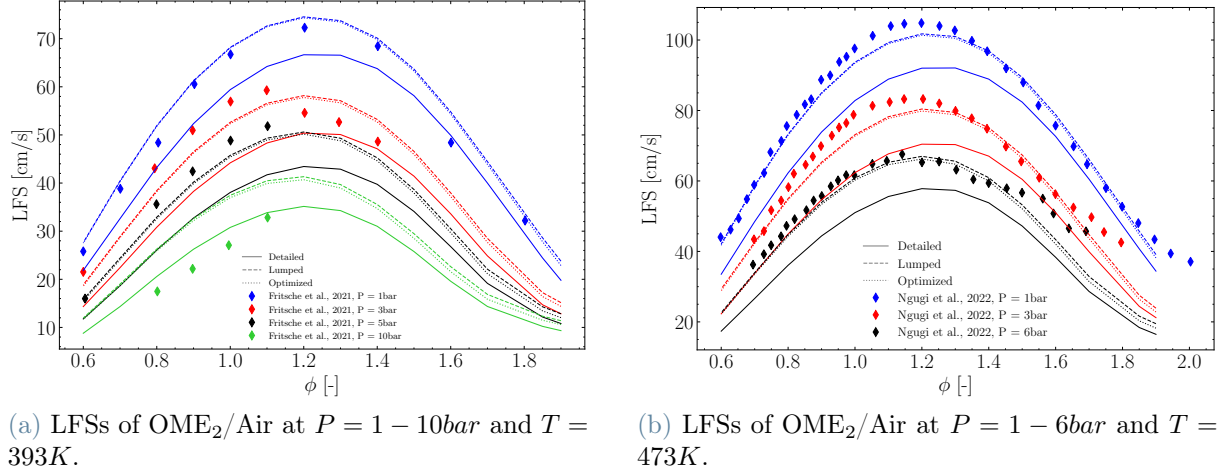 70
60
50
40
30
20
10
LFS [cm/s]
0.6
0.8
1.0
1.2
1.4
1.6
1.8
ϕ [-]
Detailed
Lumped
Optimized
Fritsche et al., 2021, P = 1bar
Fritsche et al., 2021, P = 3bar
Fritsche et al., 2021, P = 5bar
Fritsche et al., 2021, P = 10bar
(a) LFSs of OME₂/Air at P = 1 − 10bar and T =
393K.
100
80
60
40
20
LFS [cm/s]
0.6
0.8
1.0
1.2
1.4
1.6
1.8
2.0
ϕ [-]
Detailed
Lumped
Optimized
Ngugi et al., 2022, P = 1bar
Ngugi et al., 2022, P = 3bar
Ngugi et al., 2022, P = 6bar
(b) LFSs of OME₂/Air at P = 1 − 6bar and T =
473K.